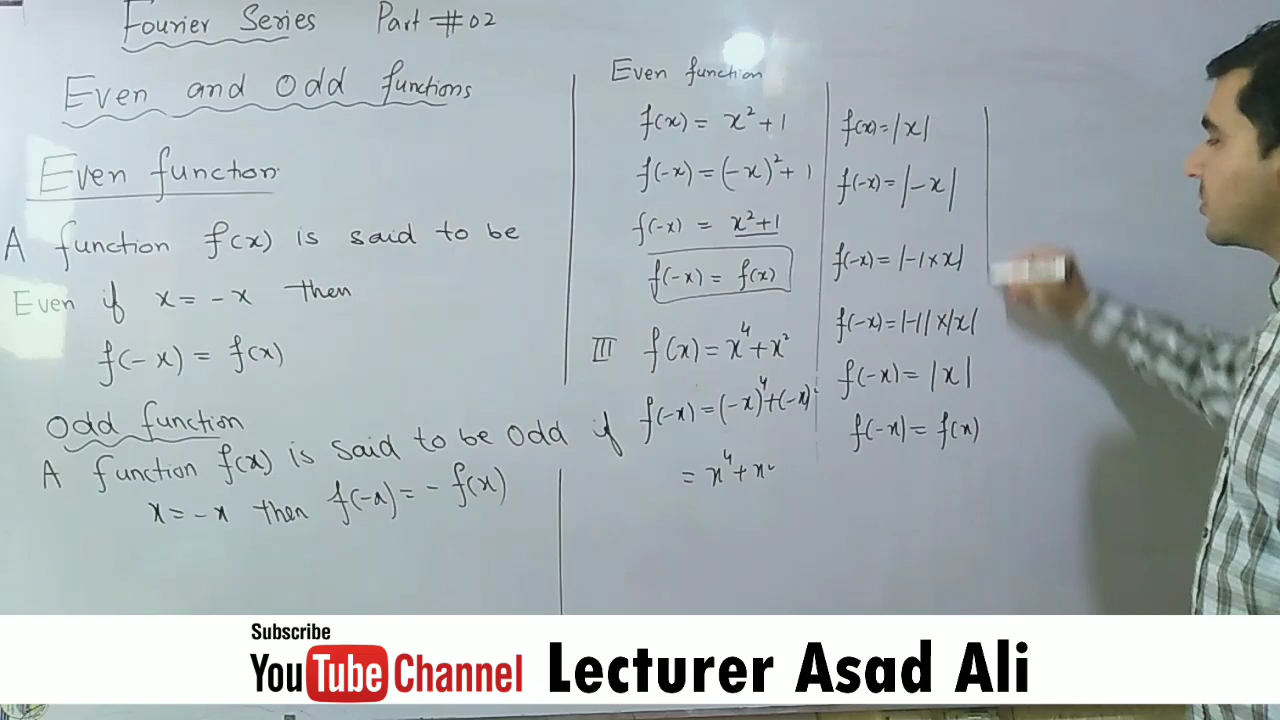 Fourier Series Part # 02
Even and Odd functions
Even function
A function f(x) is said to be
Even if x = -x then
f(-x) = f(x)
Odd function
A function f(x) is said to be Odd if
x = -x then f(-x) = - f(x)
Even function
f(x) = x² + 1
f(-x) = (-x)² + 1
f(-x) = x² + 1
f(-x) = f(x)
III f(x) = x⁴ + x²
f(-x) = (-x)⁴ + (-x)²
= x⁴ + x²
f(x) = |x|
f(-x) = |-x|
f(-x) = |-1 × x|
f(-x) = |-1| × |x|
f(-x) = |x|
f(-x) = f(x)
Subscribe
YouTube Channel Lecturer Asad Ali